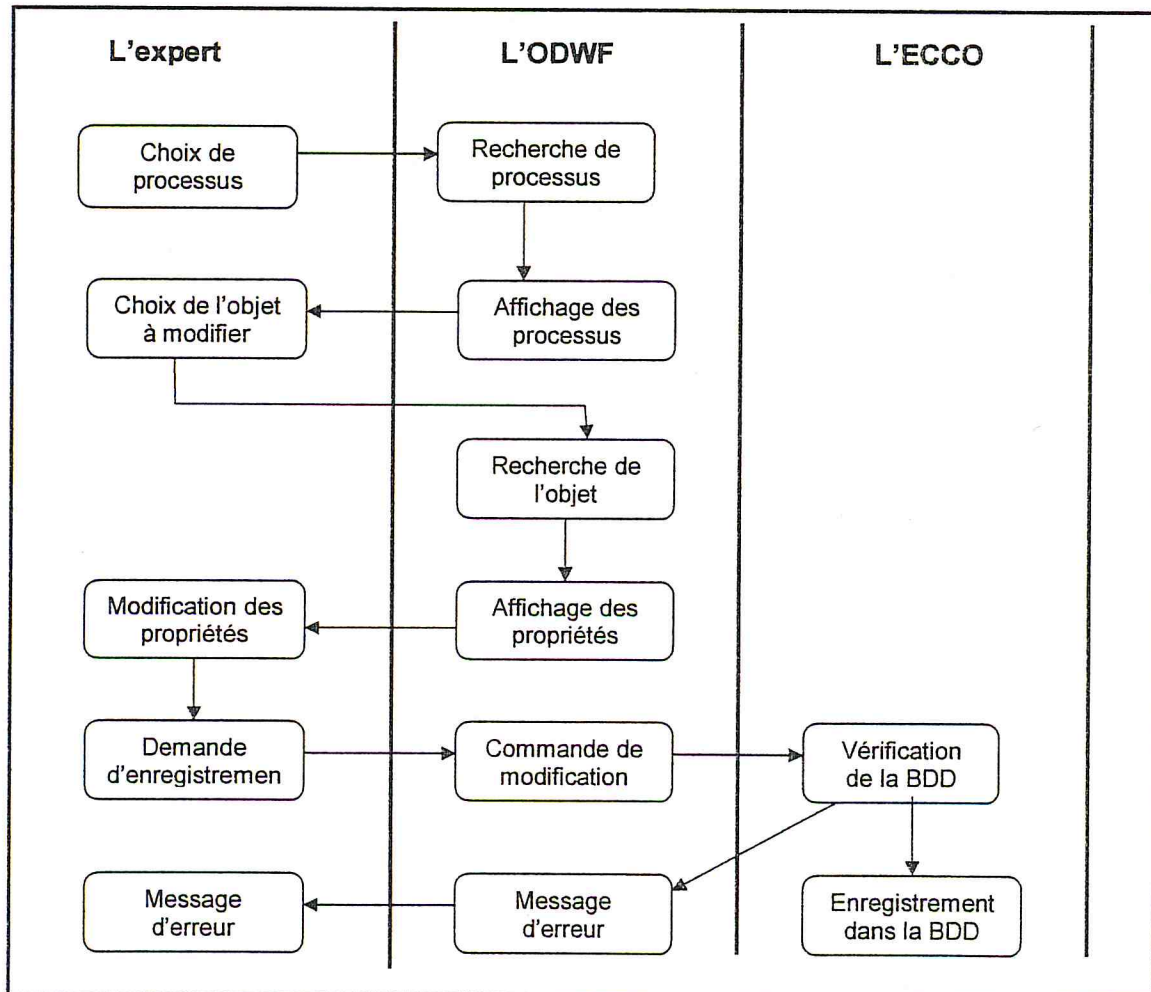 L'expert
L'ODWF
L'ECCO
Choix de
processus
Recherche de
processus
Choix de l'objet
à modifier
Affichage des
processus
Recherche de
l'objet
Modification des
propriétés
Affichage des
propriétés
Demande
d'enregistremen
Commande de
modification
Vérification
de la BDD
Message
d'erreur
Message
d'erreur
Enregistrement
dans la BDD